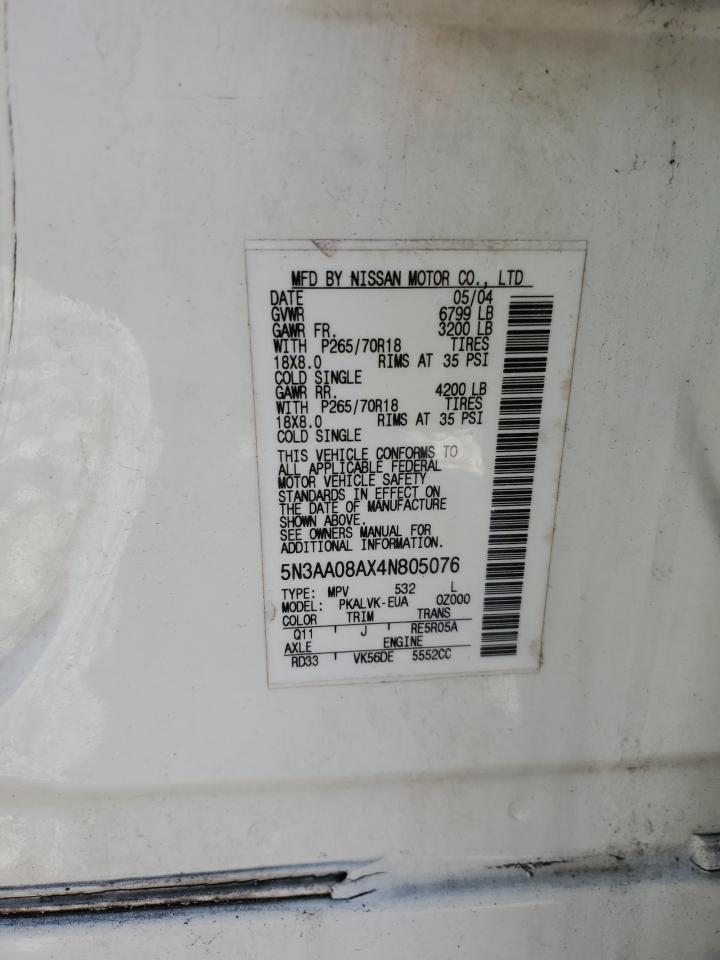 MFD BY NISSAN MOTOR CO., LTD
DATE 05/04
GVWR 6799 LB
GAWR FR. 3200 LB
WITH P265/70R18 TIRES
18X8.0 RIMS AT 35 PSI
COLD SINGLE
GAWR RR. 4200 LB
WITH P265/70R18 TIRES
18X8.0 RIMS AT 35 PSI
COLD SINGLE
THIS VEHICLE CONFORMS TO
ALL APPLICABLE FEDERAL
MOTOR VEHICLE SAFETY
STANDARDS IN EFFECT ON
THE DATE OF MANUFACTURE
SHOWN ABOVE.
SEE OWNERS MANUAL FOR
ADDITIONAL INFORMATION.
5N3AA08AX4N805076
TYPE: MPV 532 L
MODEL: PKALVK-EUA 0Z000
COLOR TRIM TRANS
Q11 J RE5R05A
AXLE ENGINE
RD33 VK56DE 5552CC